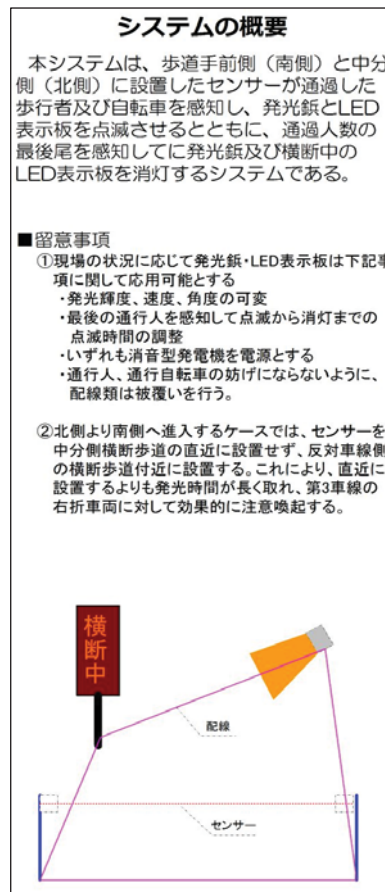 システムの概要
本システムは、歩道手前側（南側）と中分
側（北側）に設置したセンサーが通過した
歩行者及び自転車を感知し、発光鋲とLED
表示板を点滅させるとともに、通過人数の
最後尾を感知してに発光鋲及び横断中の
LED表示板を消灯するシステムである。
■留意事項
①現場の状況に応じて発光鋲・LED表示板は下記事
項に関して応用可能とする
・発光輝度、速度、角度の可変
・最後の通行人を感知して点滅から消灯までの
点滅時間の調整
・いずれも消音型発電機を電源とする
・通行人、通行自転車の妨げにならないように、
配線類は被覆いを行う。
②北側より南側へ進入するケースでは、センサーを
中分側横断歩道の直近に設置せず、反対車線側
の横断歩道付近に設置する。これにより、直近に
設置するよりも発光時間が長く取れ、第3車線の
右折車両に対して効果的に注意喚起する。
横
断
中
配線
センサー